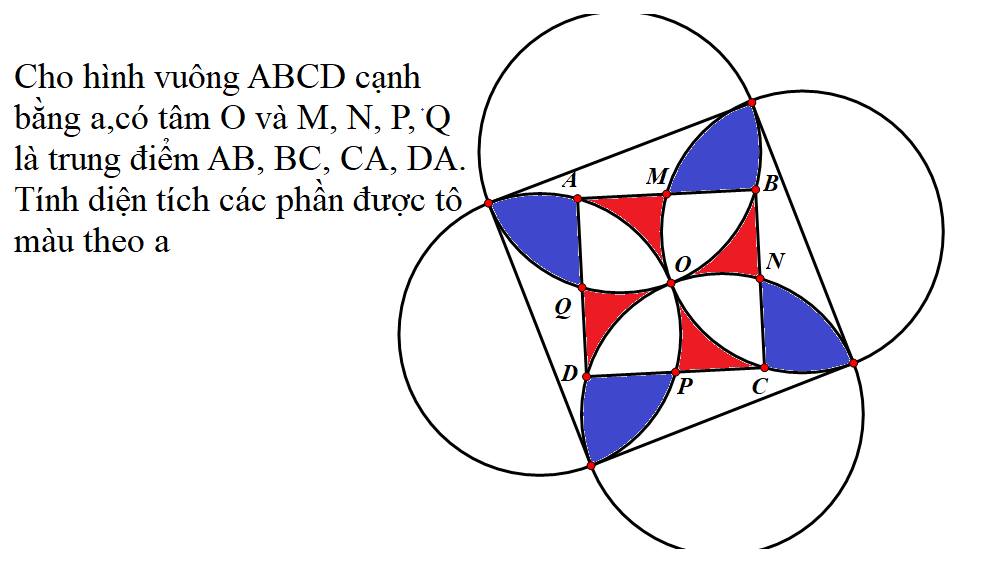 Cho hình vuông ABCD cạnh
bằng a,có tâm O và M, N, P, Q
là trung điểm AB, BC, CA, DA.
Tính diện tích các phần được tô
màu theo a
A
M
B
O
N
Q
D
P
C